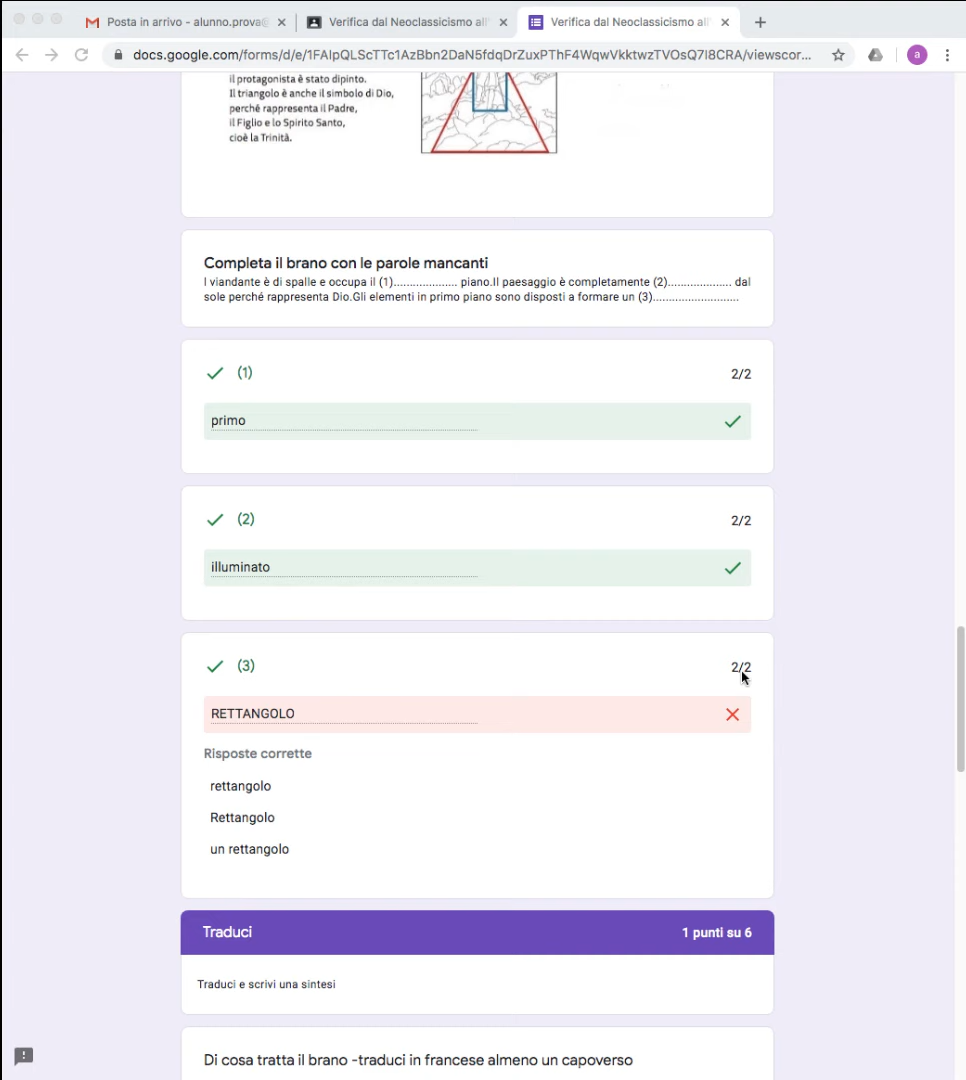 Posta in arrivo - alunno.prova@
Verifica dal Neoclassicismo all'
Verifica dal Neoclassicismo all'
docs.google.com/forms/d/e/1FAIpQLScTTc1AzBbn2DaN5fdqDrZuxPThF4WqwVkktwzTVOsQ7I8CRA/viewscor...
a
il protagonista è stato dipinto.
Il triangolo è anche il simbolo di Dio,
perché rappresenta il Padre,
il Figlio e lo Spirito Santo,
cioè la Trinità.
Completa il brano con le parole mancanti
I viandante è di spalle e occupa il (1)................... piano.Il paesaggio è completamente (2)................... dal
sole perché rappresenta Dio.Gli elementi in primo piano sono disposti a formare un (3)..........................
(1)
2/2
primo
(2)
2/2
illuminato
(3)
2/2
RETTANGOLO
Risposte corrette
rettangolo
Rettangolo
un rettangolo
Traduci
1 punti su 6
Traduci e scrivi una sintesi
Di cosa tratta il brano -traduci in francese almeno un capoverso